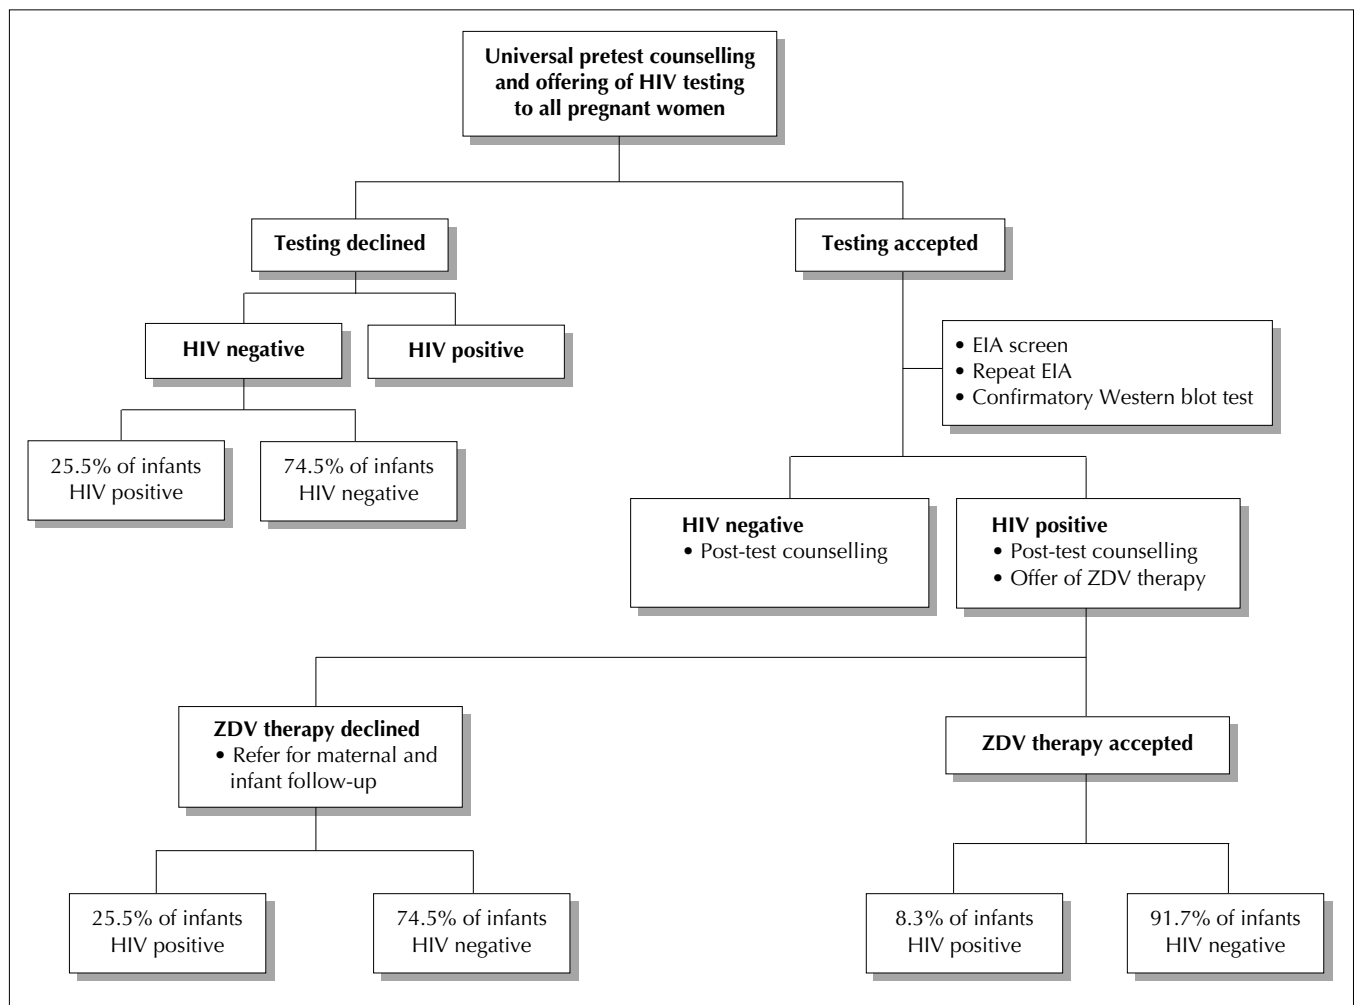 Universal pretest counselling
and offering of HIV testing
to all pregnant women
Testing declined
Testing accepted
HIV negative
HIV positive
• EIA screen
• Repeat EIA
• Confirmatory Western blot test
25.5% of infants
HIV positive
74.5% of infants
HIV negative
HIV negative
• Post-test counselling
HIV positive
• Post-test counselling
• Offer of ZDV therapy
ZDV therapy declined
• Refer for maternal and
infant follow-up
ZDV therapy accepted
25.5% of infants
HIV positive
74.5% of infants
HIV negative
8.3% of infants
HIV positive
91.7% of infants
HIV negative